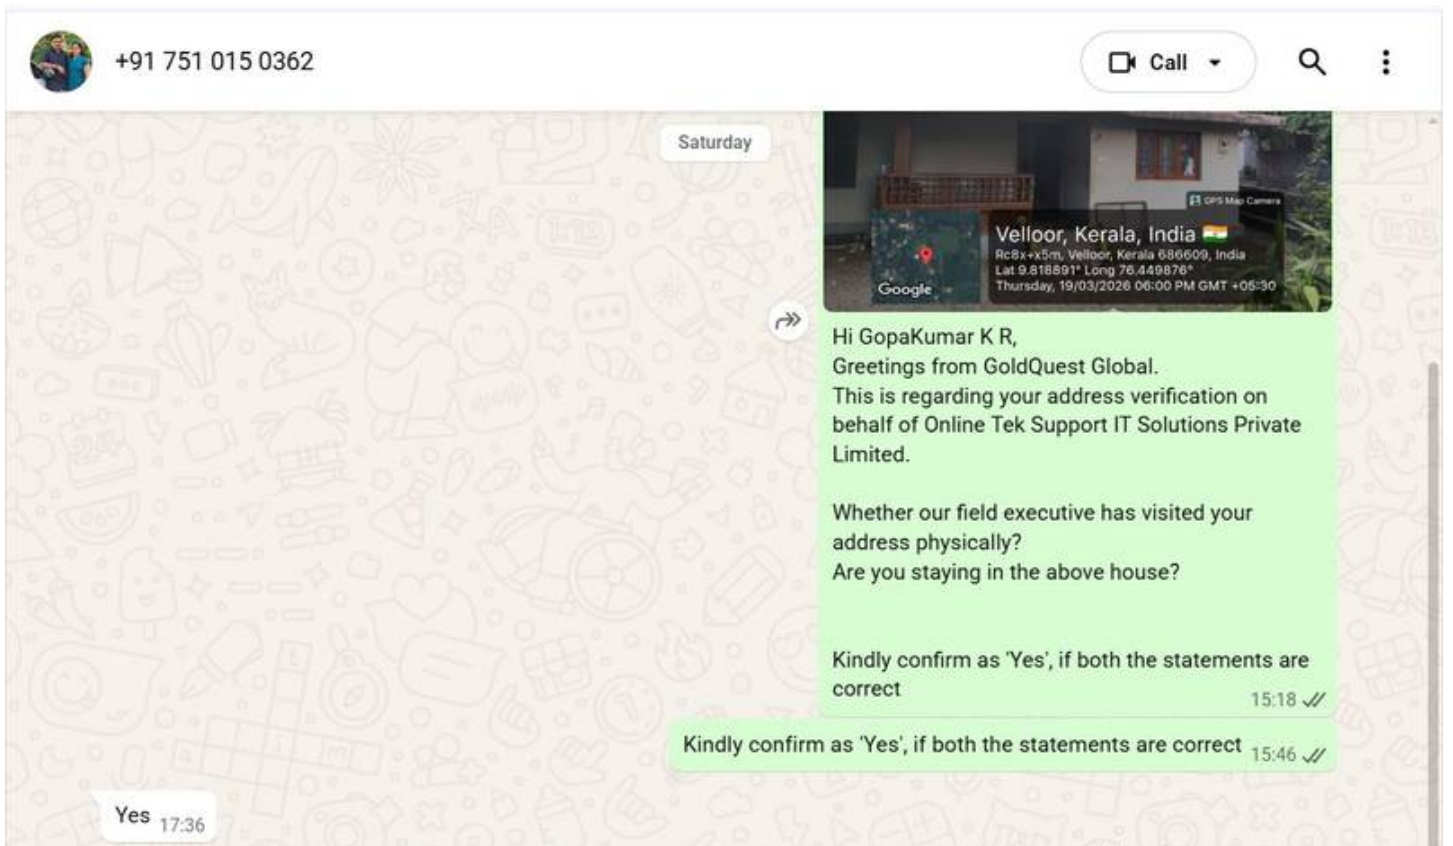 +91 751 015 0362
Call
Saturday
GPS Map Camera
Velloor, Kerala, India
Rc8x+x5m, Velloor, Kerala 686609, India
Lat 9.818891° Long 76.449876°
Thursday, 19/03/2026 06:00 PM GMT +05:30
Google
Hi GopaKumar K R,
Greetings from GoldQuest Global.
This is regarding your address verification on
behalf of Online Tek Support IT Solutions Private
Limited.
Whether our field executive has visited your
address physically?
Are you staying in the above house?
Kindly confirm as 'Yes', if both the statements are
correct
15:18
Kindly confirm as 'Yes', if both the statements are correct 15:46
Yes 17:36